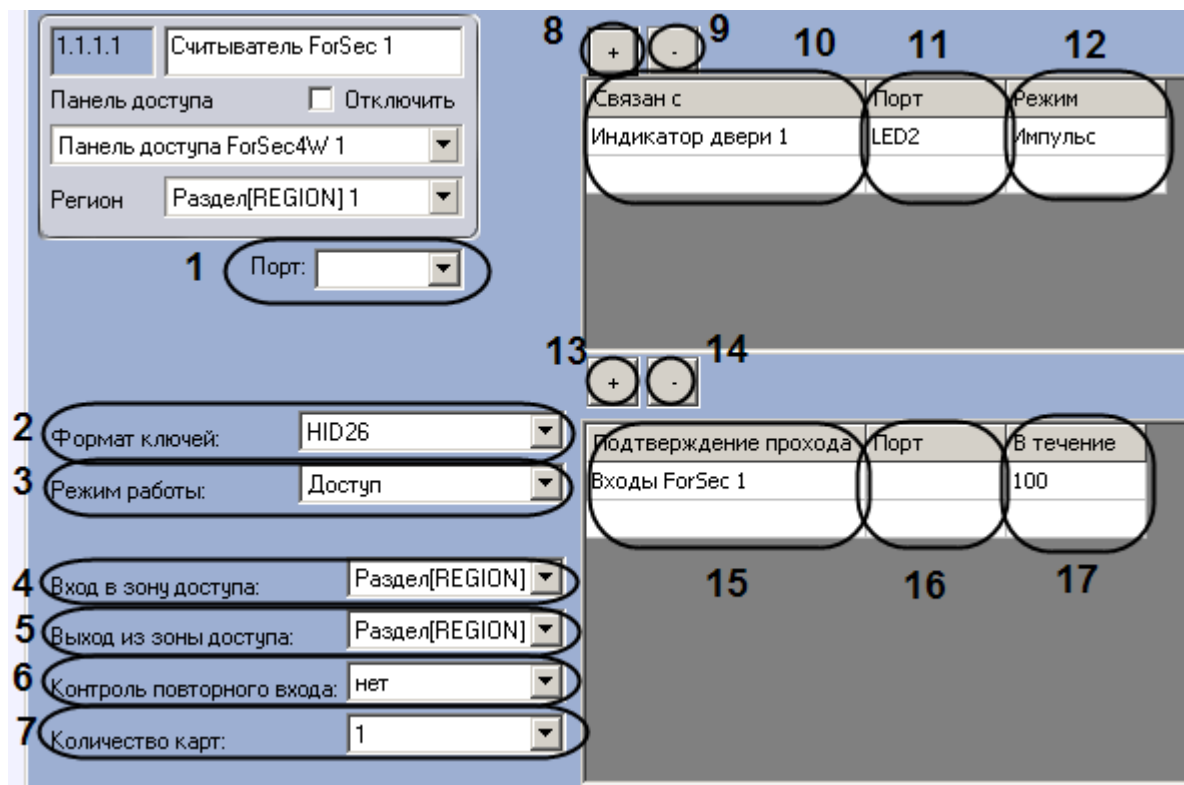 1.1.1.1 Считыватель ForSec 1
Панель доступа Отключить
Панель доступа ForSec4W 1
Регион Раздел[REGION] 1
1 Порт:
2 Формат ключей: HID26
3 Режим работы: Доступ
4 Вход в зону доступа: Раздел[REGION]
5 Выход из зоны доступа: Раздел[REGION]
6 Контроль повторного входа: нет
7 Количество карт: 1
8 + - 9 10 11 12
Связан с Порт Режим
Индикатор двери 1 LED2 Импульс
13 + - 14
Подтверждение прохода Порт В течение
Входы ForSec 1 100
15 16 17